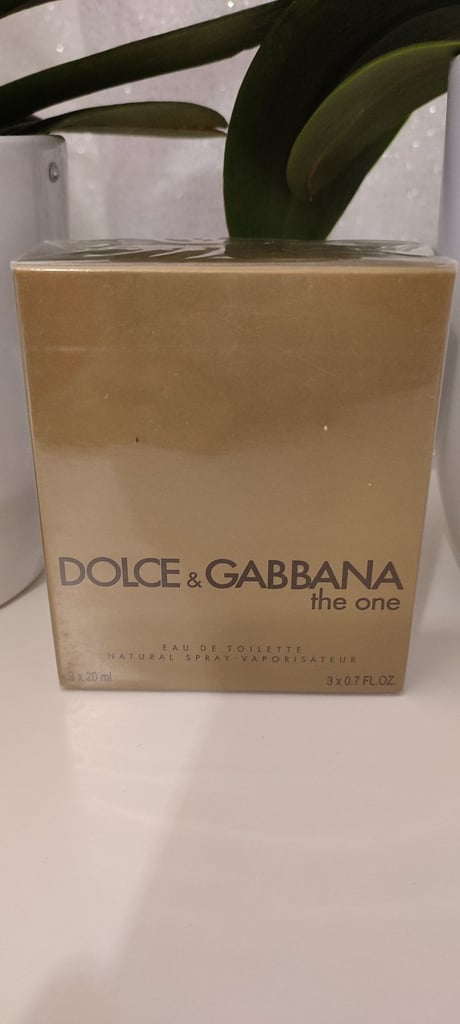 DOLCE & GABBANA
the one
EAU DE TOILETTE
NATURAL SPRAY·VAPORISATEUR
3 x 20 ml
3 x 0.7 FL.OZ.